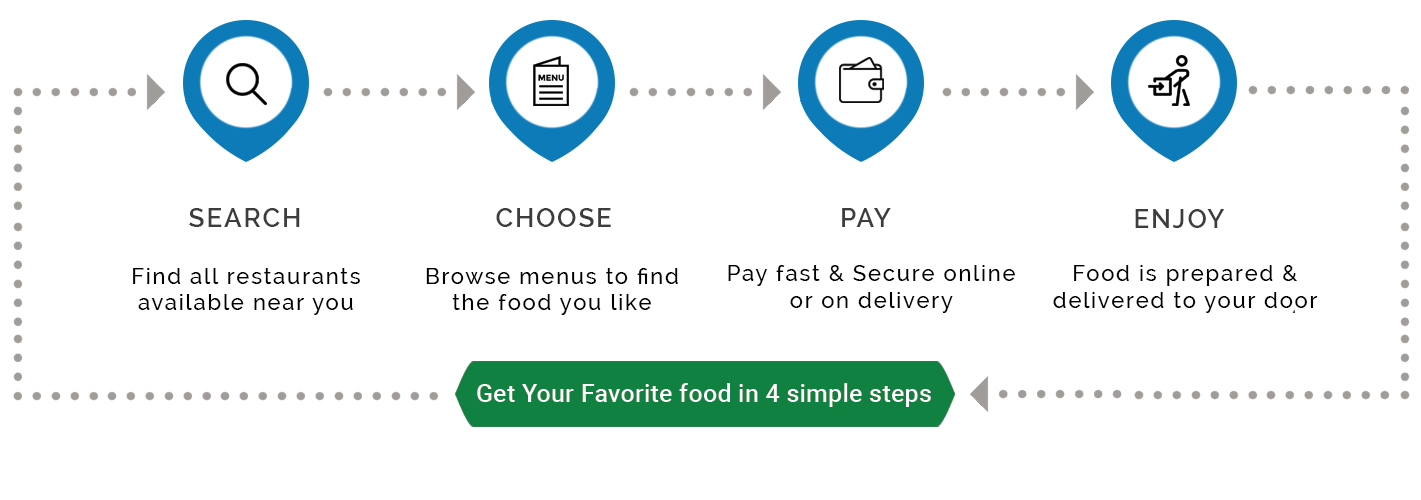 MENU
SEARCH
Find all restaurants
available near you
CHOOSE
Browse menus to find
the food you like
PAY
Pay fast & Secure online
or on delivery
ENJOY
Food is prepared &
delivered to your door
Get Your Favorite food in 4 simple steps